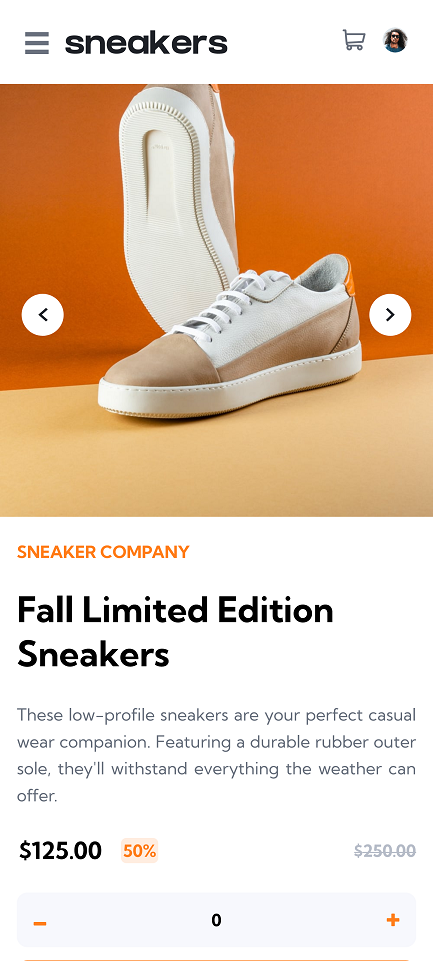 sneakers
SNEAKER COMPANY
Fall Limited Edition
Sneakers
These low-profile sneakers are your perfect casual
wear companion. Featuring a durable rubber outer
sole, they'll withstand everything the weather can
offer.
$125.00 50% $250.00
0